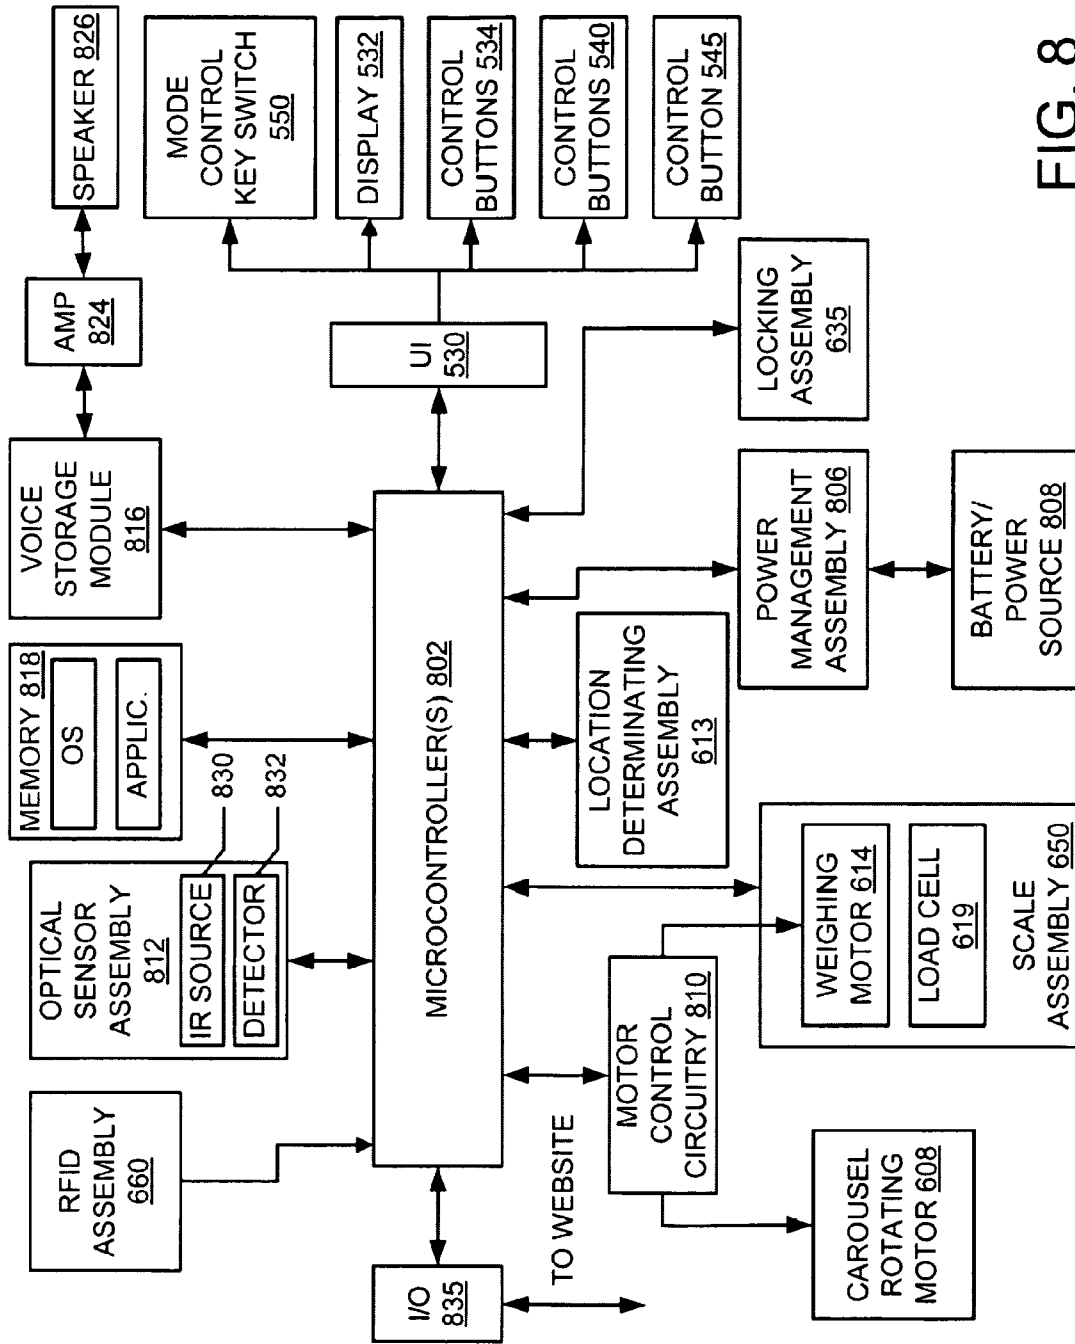 RFID
ASSEMBLY
660
OPTICAL
SENSOR
ASSEMBLY
812
IR SOURCE
DETECTOR
830
832
MEMORY 818
OS
APPLIC.
VOICE
STORAGE
MODULE
816
AMP
824
SPEAKER 826
I/O
835
TO WEBSITE
MICROCONTROLLER(S) 802
UI
530
MODE
CONTROL
KEY SWITCH
550
DISPLAY 532
CONTROL
BUTTONS 534
CONTROL
BUTTONS 540
CONTROL
BUTTON 545
MOTOR
CONTROL
CIRCUITRY 810
CAROUSEL
ROTATING
MOTOR 608
WEIGHING
MOTOR 614
LOAD CELL
619
SCALE
ASSEMBLY 650
LOCATION
DETERMINATING
ASSEMBLY
613
POWER
MANAGEMENT
ASSEMBLY 806
BATTERY/
POWER
SOURCE 808
LOCKING
ASSEMBLY
635
FIG. 8